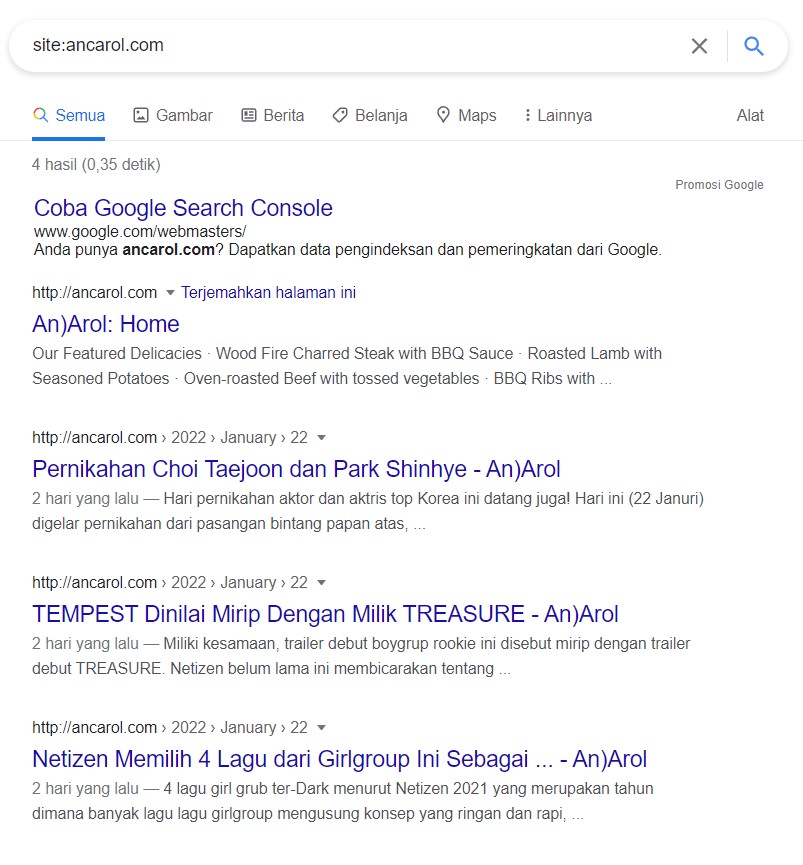 site:ancarol.com
Semua Gambar Berita Belanja Maps Lainnya Alat
4 hasil (0,35 detik)
Promosi Google
Coba Google Search Console
www.google.com/webmasters/
Anda punya ancarol.com? Dapatkan data pengindeksan dan pemeringkatan dari Google.
http://ancarol.com Terjemahkan halaman ini
An)Arol: Home
Our Featured Delicacies · Wood Fire Charred Steak with BBQ Sauce · Roasted Lamb with
Seasoned Potatoes · Oven-roasted Beef with tossed vegetables · BBQ Ribs with ...
http://ancarol.com › 2022 › January › 22
Pernikahan Choi Taejoon dan Park Shinhye - An)Arol
2 hari yang lalu — Hari pernikahan aktor dan aktris top Korea ini datang juga! Hari ini (22 Januri)
digelar pernikahan dari pasangan bintang papan atas, ...
http://ancarol.com › 2022 › January › 22
TEMPEST Dinilai Mirip Dengan Milik TREASURE - An)Arol
2 hari yang lalu — Miliki kesamaan, trailer debut boygrup rookie ini disebut mirip dengan trailer
debut TREASURE. Netizen belum lama ini membicarakan tentang ...
http://ancarol.com › 2022 › January › 22
Netizen Memilih 4 Lagu dari Girlgroup Ini Sebagai ... - An)Arol
2 hari yang lalu — 4 lagu girl grub ter-Dark menurut Netizen 2021 yang merupakan tahun
dimana banyak lagu lagu girlgroup mengusung konsep yang ringan dan rapi, ...